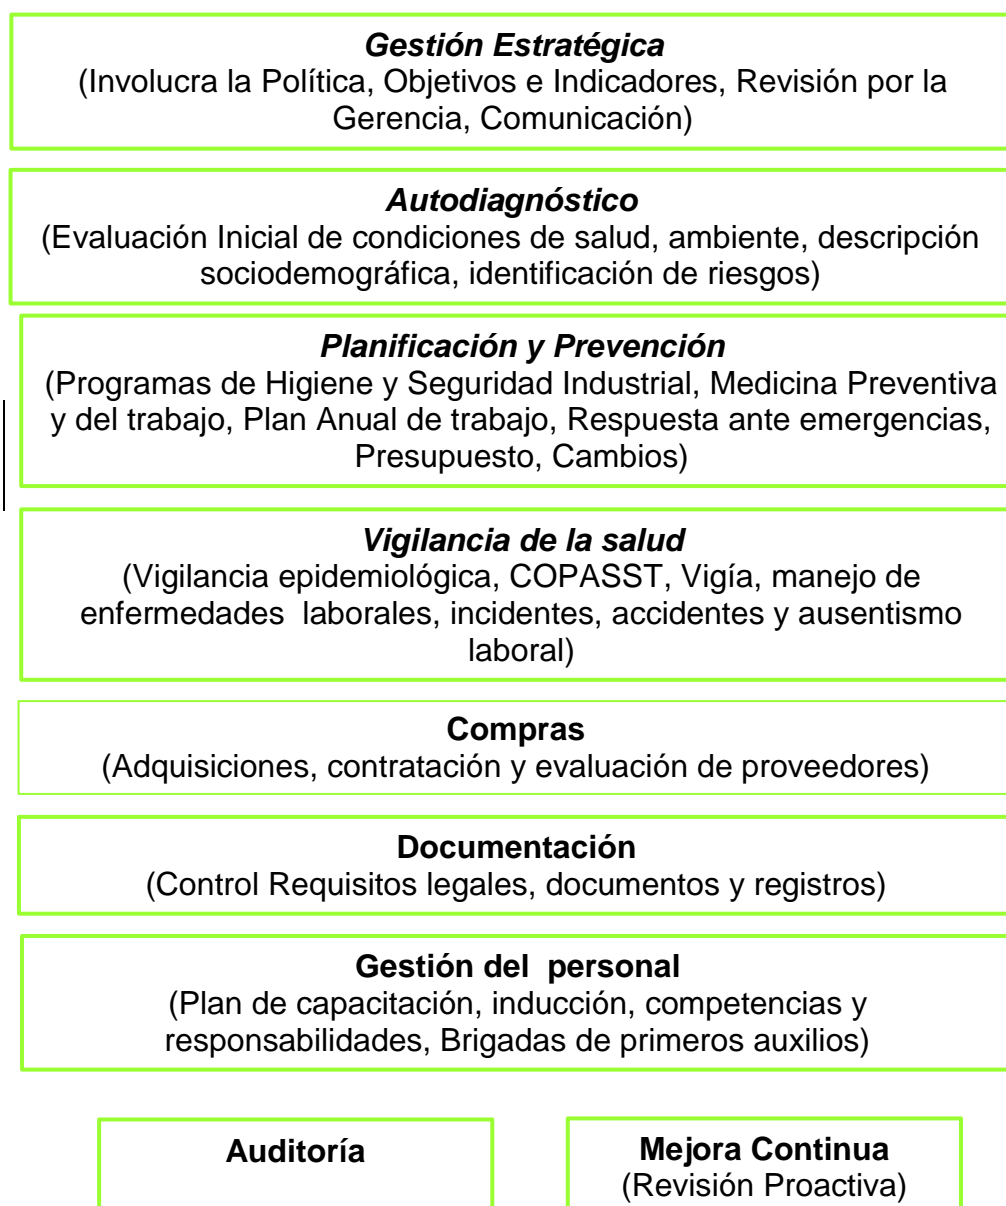 Gestión Estratégica
(Involucra la Política, Objetivos e Indicadores, Revisión por la
Gerencia, Comunicación)
Autodiagnóstico
(Evaluación Inicial de condiciones de salud, ambiente, descripción
sociodemográfica, identificación de riesgos)
Planificación y Prevención
(Programas de Higiene y Seguridad Industrial, Medicina Preventiva
y del trabajo, Plan Anual de trabajo, Respuesta ante emergencias,
Presupuesto, Cambios)
Vigilancia de la salud
(Vigilancia epidemiológica, COPASST, Vigía, manejo de
enfermedades  laborales, incidentes, accidentes y ausentismo
laboral)
Compras
(Adquisiciones, contratación y evaluación de proveedores)
Documentación
(Control Requisitos legales, documentos y registros)
Gestión del  personal
(Plan de capacitación, inducción, competencias y
responsabilidades, Brigadas de primeros auxilios)
Auditoría
Mejora Continua
(Revisión Proactiva)